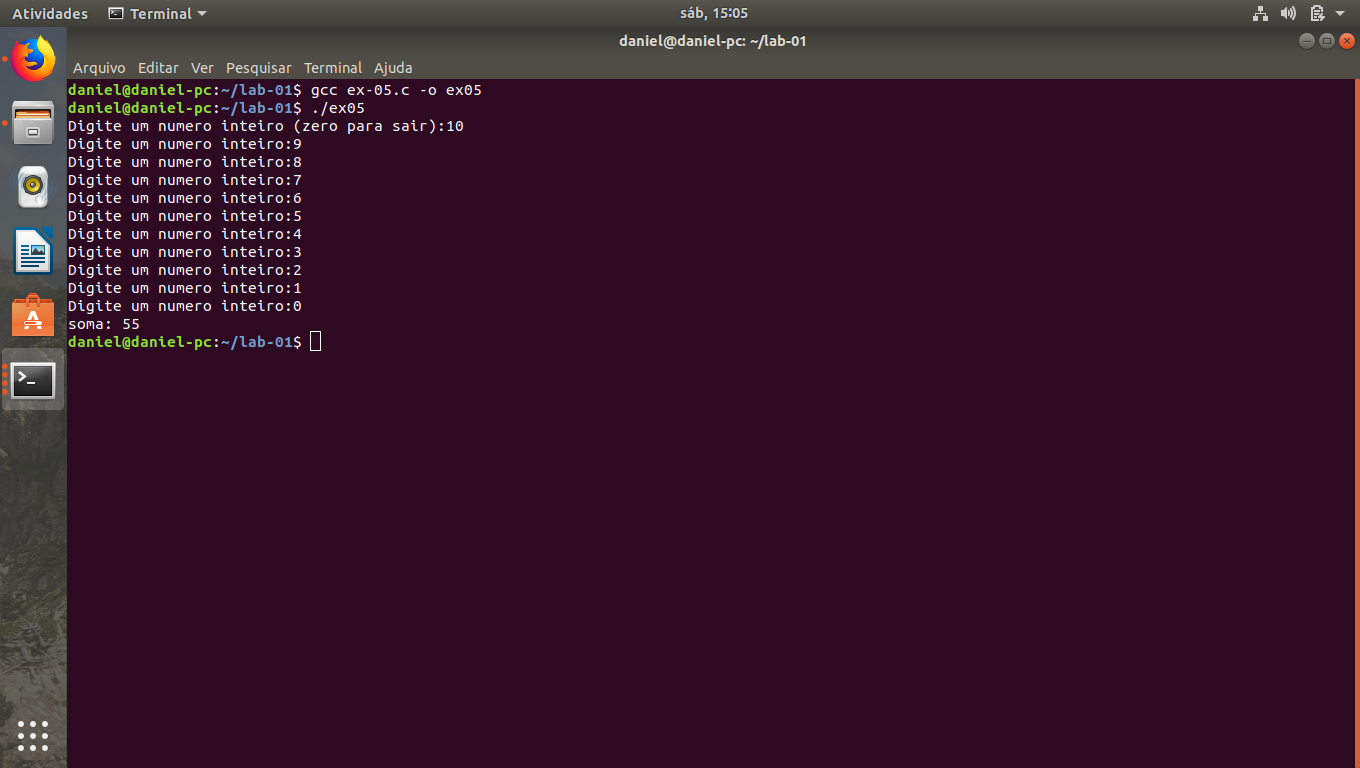 Atividades Terminal sáb, 15:05
daniel@daniel-pc: ~/lab-01
Arquivo Editar Ver Pesquisar Terminal Ajuda
daniel@daniel-pc:~/lab-01$ gcc ex-05.c -o ex05
daniel@daniel-pc:~/lab-01$ ./ex05
Digite um numero inteiro (zero para sair):10
Digite um numero inteiro:9
Digite um numero inteiro:8
Digite um numero inteiro:7
Digite um numero inteiro:6
Digite um numero inteiro:5
Digite um numero inteiro:4
Digite um numero inteiro:3
Digite um numero inteiro:2
Digite um numero inteiro:1
Digite um numero inteiro:0
soma: 55
daniel@daniel-pc:~/lab-01$